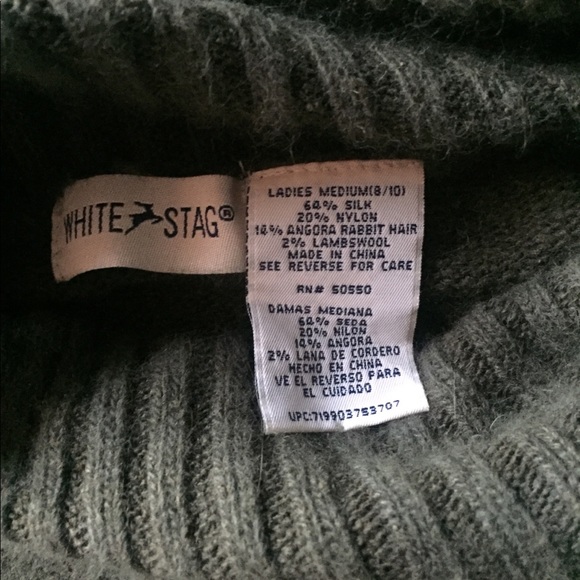 WHITE STAG®
LADIES MEDIUM(8/10)
64% SILK
20% NYLON
14% ANGORA RABBIT HAIR
2% LAMBSWOOL
MADE IN CHINA
SEE REVERSE FOR CARE
RN# 50550
DAMAS MEDIANA
64% SEDA
20% NILON
14% ANGORA
2% LANA DE CORDERO
HECHO EN CHINA
VE EL REVERSO PARA
EL CUIDADO
UPC:719903753707